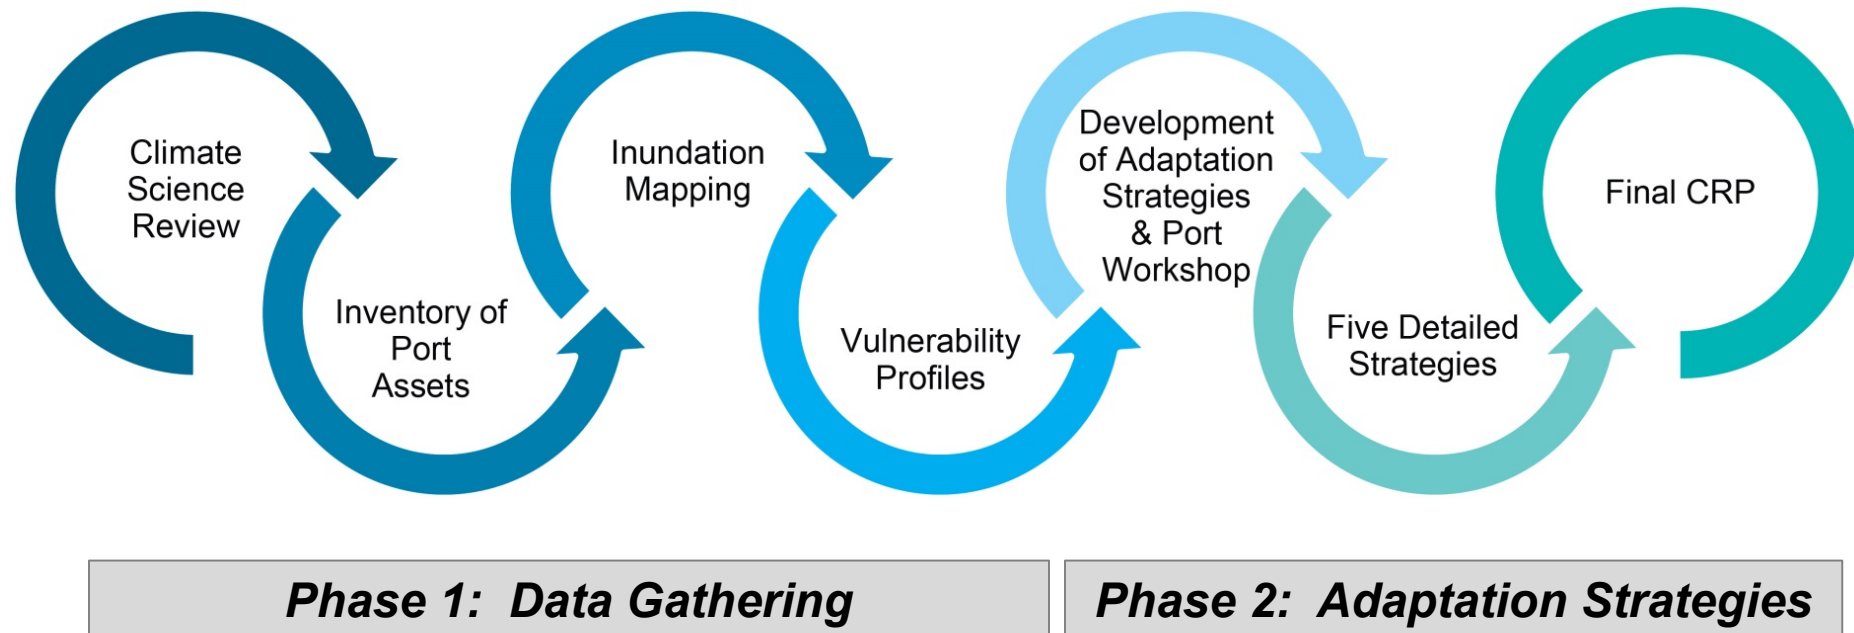 Climate
Science
Review
Inventory of
Port
Assets
Inundation
Mapping
Vulnerability
Profiles
Development
of Adaptation
Strategies
& Port
Workshop
Five Detailed
Strategies
Final CRP
Phase 1:  Data Gathering
Phase 2:  Adaptation Strategies